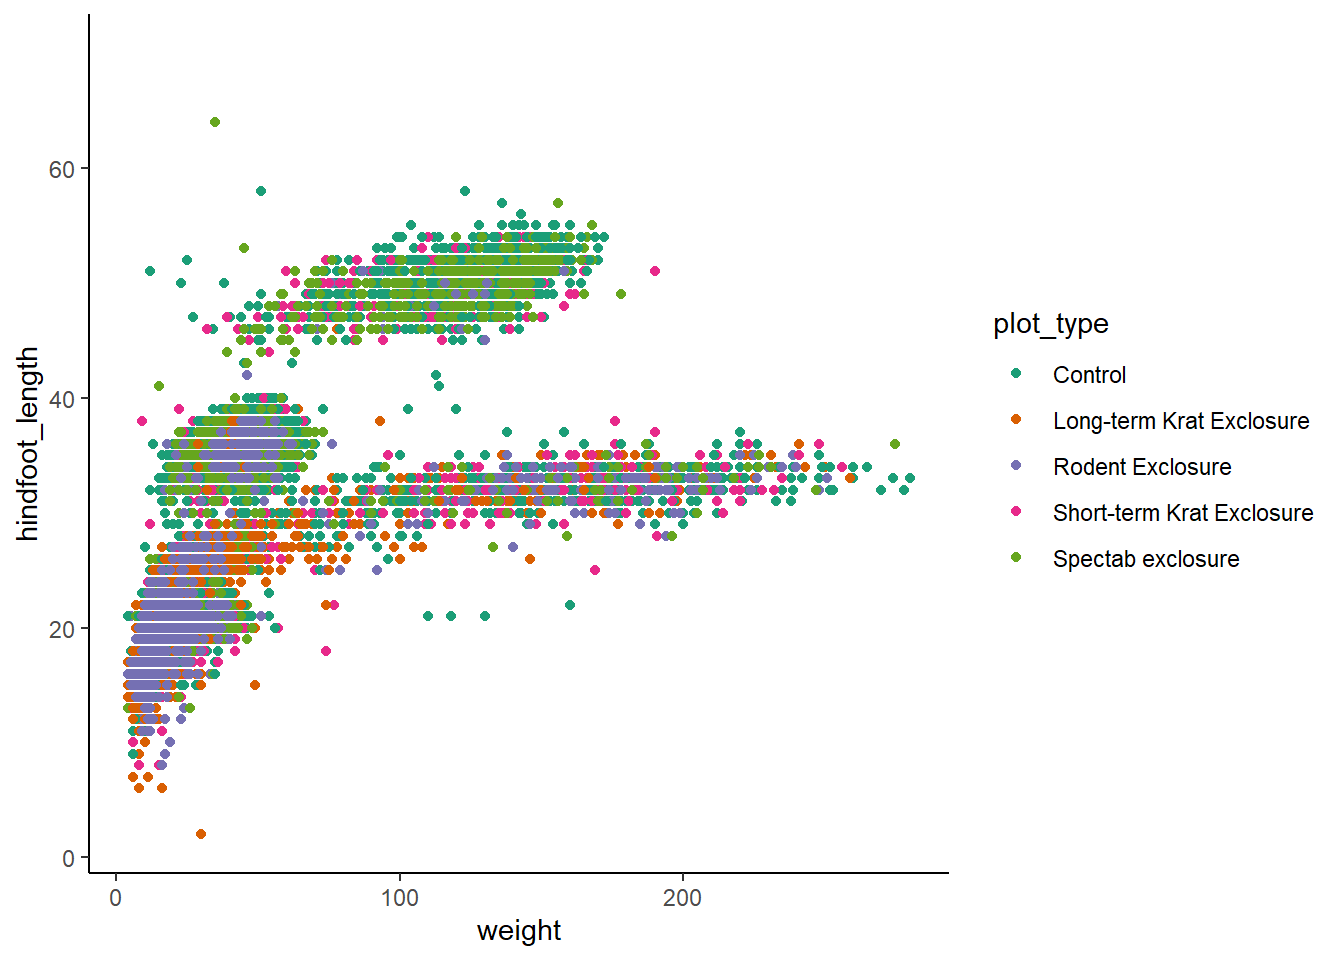 60
40
20
0
0
100
200
weight
hindfoot_length
plot_type
Control
Long-term Krat Exclosure
Rodent Exclosure
Short-term Krat Exclosure
Spectab exclosure